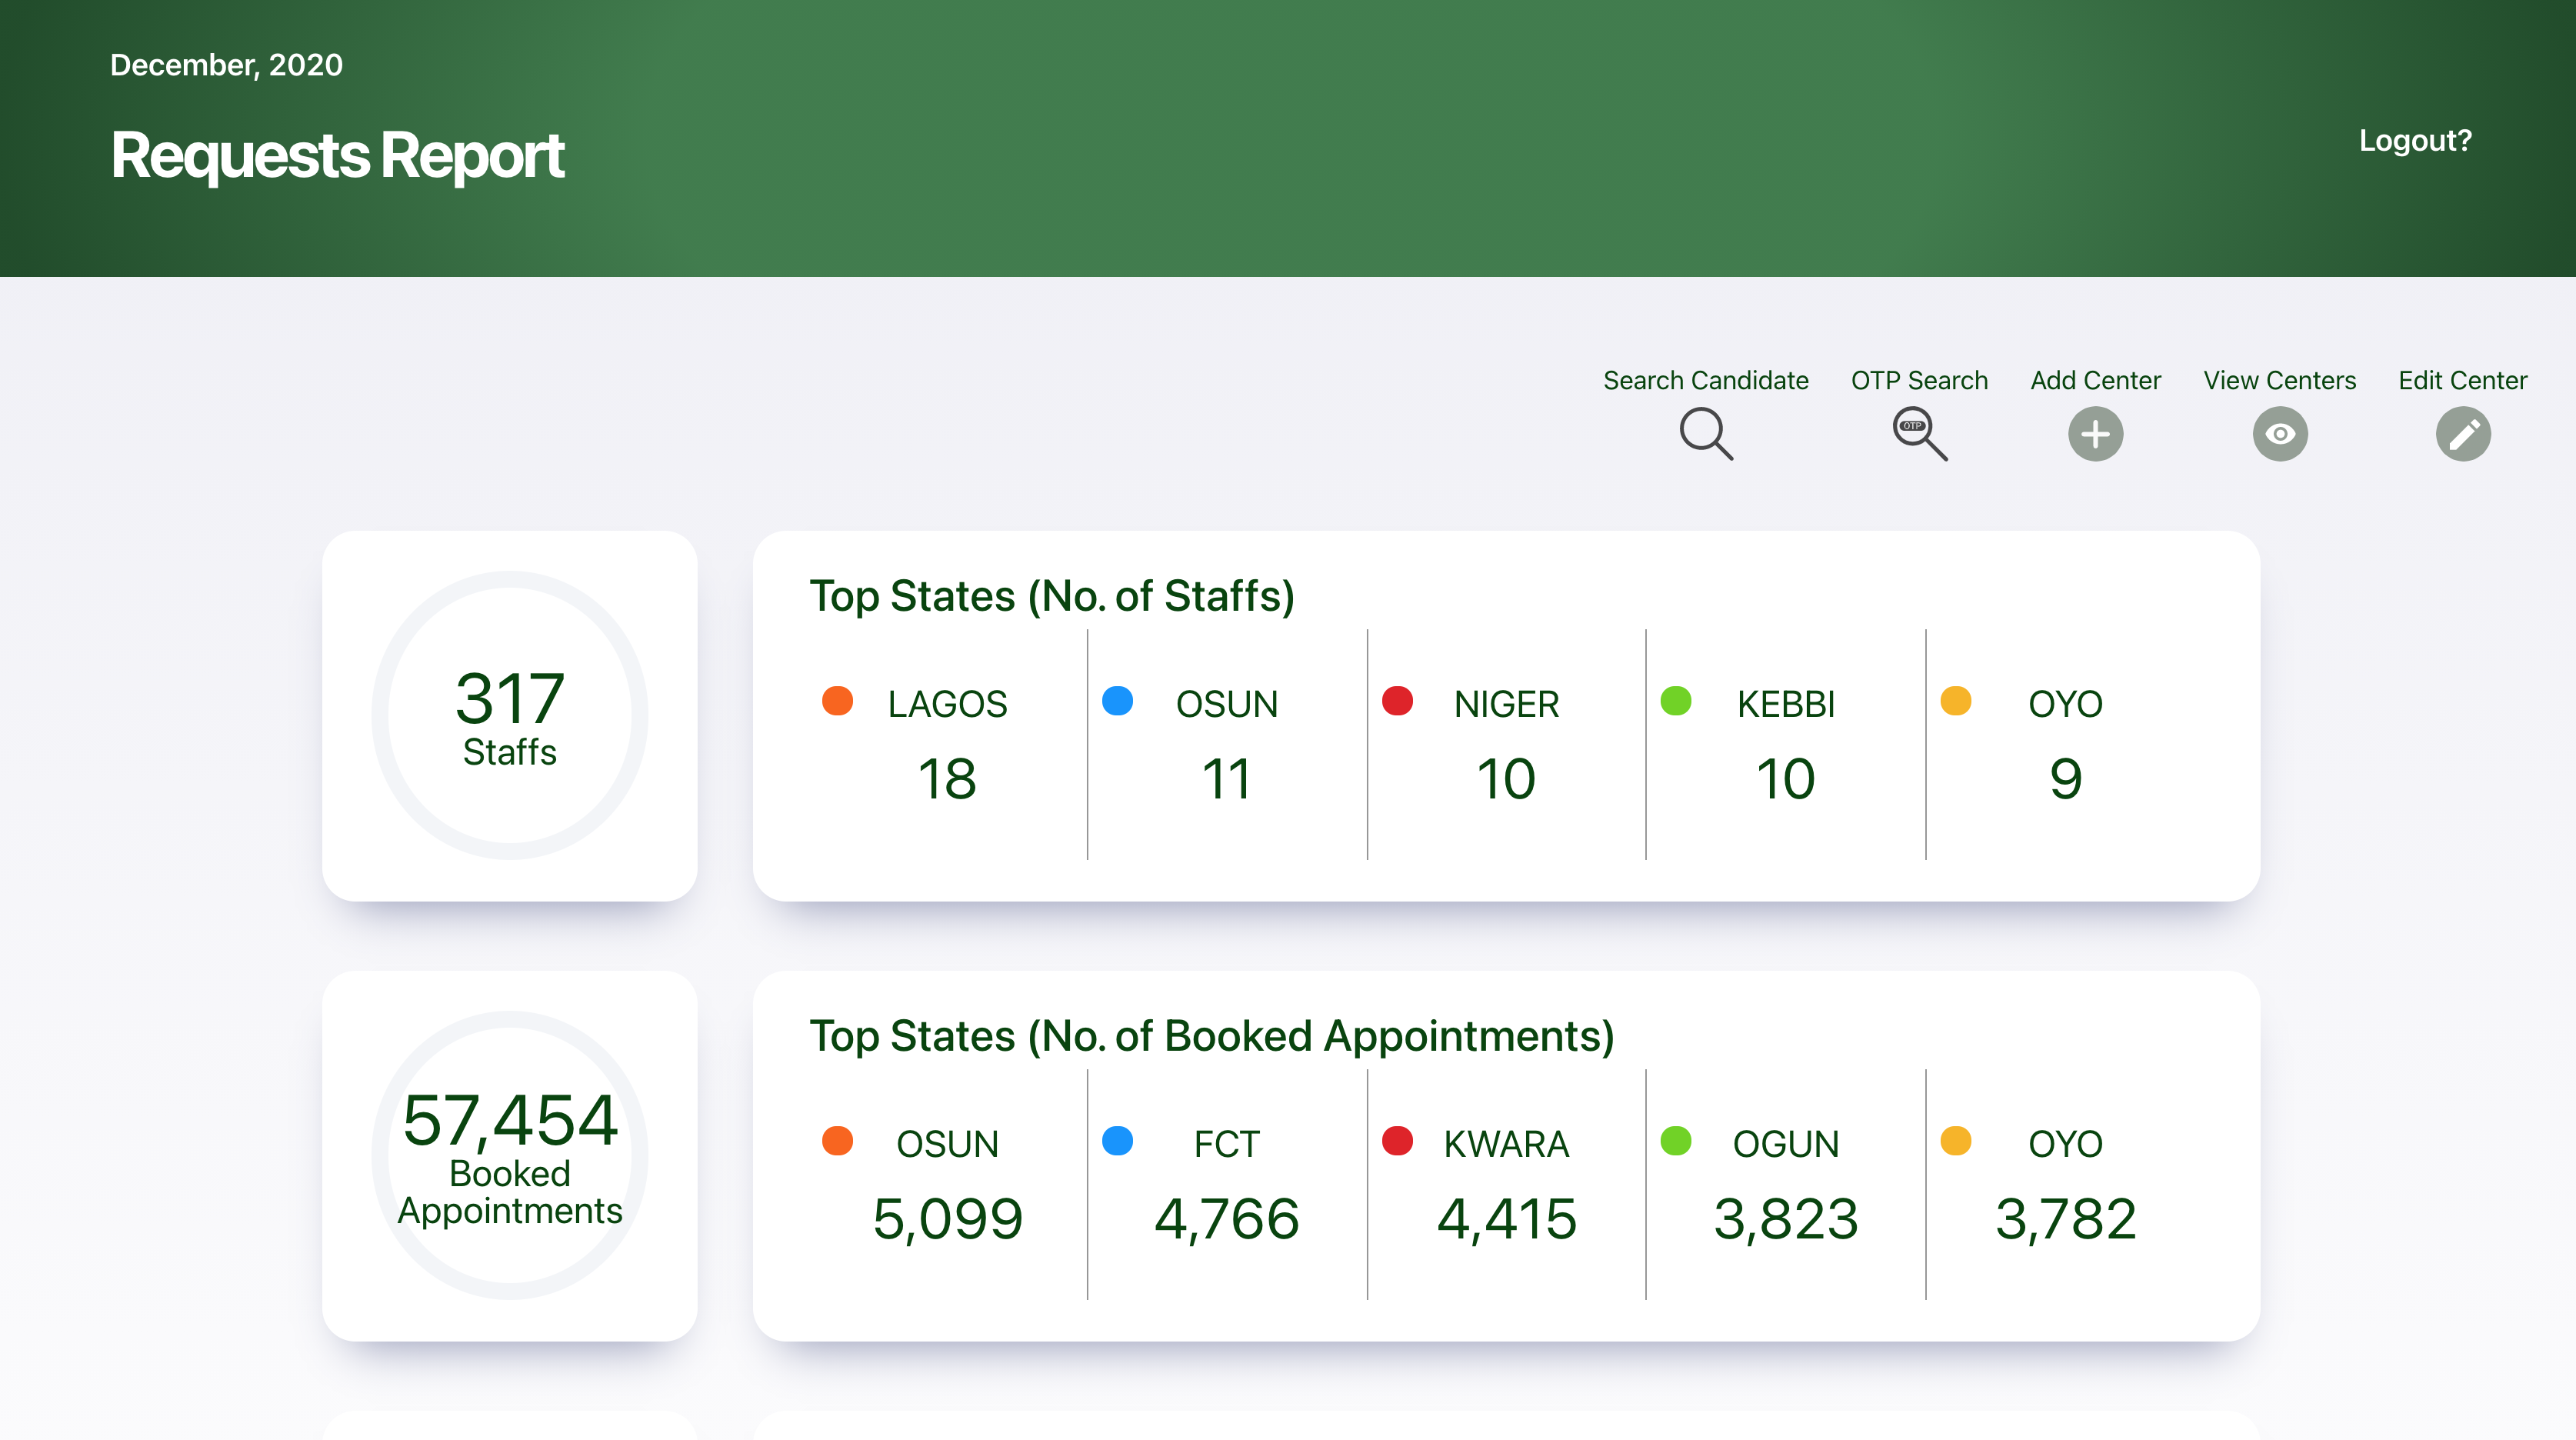 December, 2020
Requests Report
Logout?
Search Candidate OTP Search Add Center View Centers Edit Center
OTP
317
Staffs
Top States (No. of Staffs)
LAGOS OSUN NIGER KEBBI OYO
18 11 10 10 9
57,454
Booked
Appointments
Top States (No. of Booked Appointments)
OSUN FCT KWARA OGUN OYO
5,099 4,766 4,415 3,823 3,782